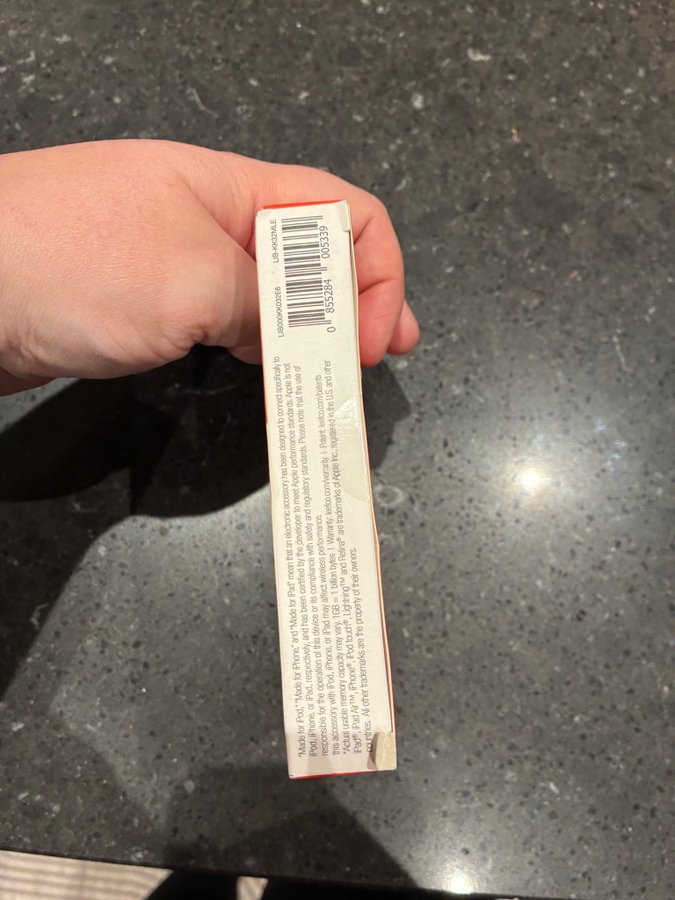 "Made for iPod," "Made for iPhone," and "Made for iPad" mean that an electronic accessory has been designed to connect specifically to
iPod, iPhone, or iPad, respectively, and has been certified by the developer to meet Apple performance standards. Apple is not
responsible for the operation of this device or its compliance with safety and regulatory standards. Please note that the use of
this accessory with iPod, iPhone, or iPad may affect wireless performance.
*Actual usable memory capacity may vary. 1GB = 1 billion bytes | Warranty: leefco.com/warranty | Patent: leefco.com/patents
iPad®, iPad Air™, iPhone®, iPod touch®, Lightning™ and Retina® are trademarks of Apple Inc., registered in the U.S. and other
countries. All other trademarks are the property of their owners.
LIB000KK032E6
LIB-KK32MLE
0 855284 005339